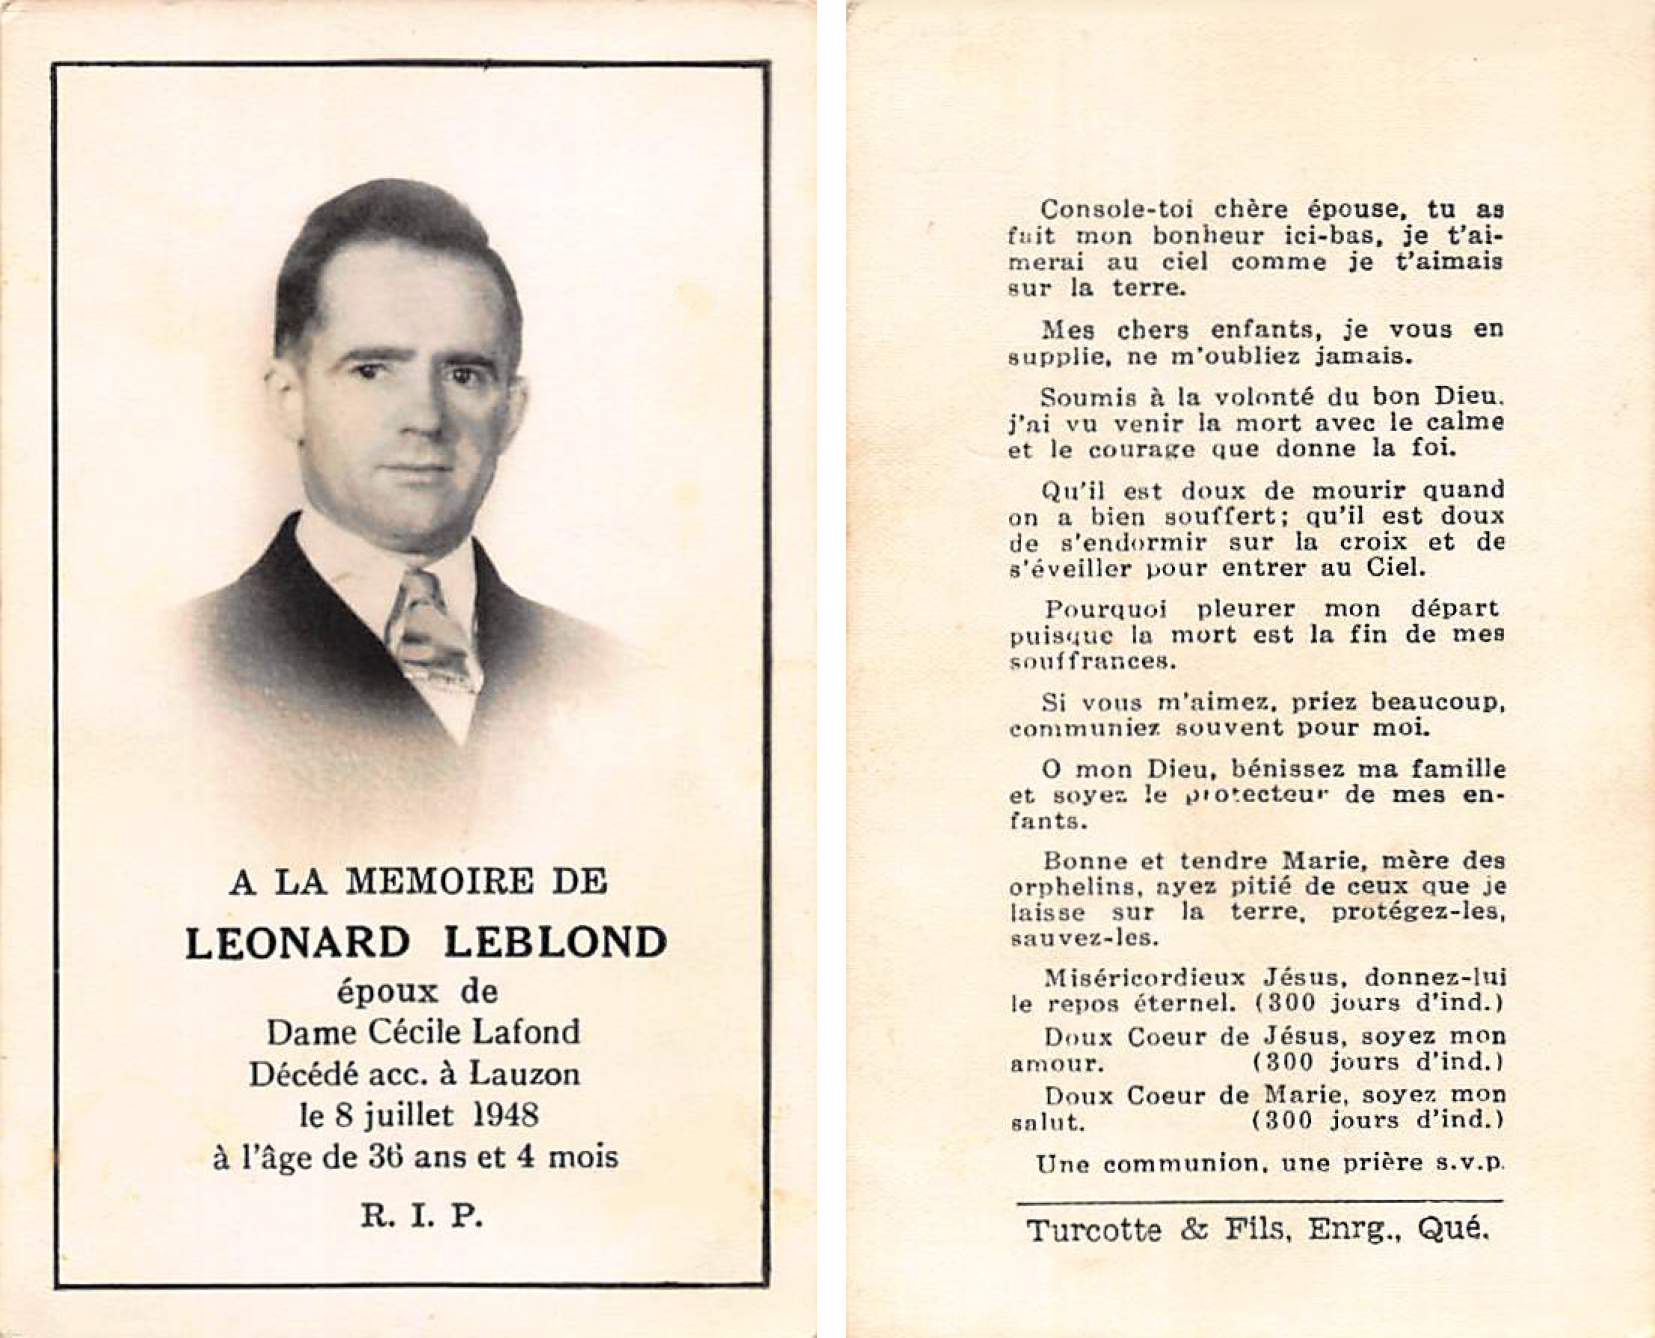 A LA MEMOIRE DE
LEONARD LEBLOND
époux de
Dame Cécile Lafond
Décédé acc. à Lauzon
le 8 juillet 1948
à l'âge de 36 ans et 4 mois
R. I. P.
Console-toi chère épouse, tu as
fait mon bonheur ici-bas, je t'ai-
merai au ciel comme je t'aimais
sur la terre.
Mes chers enfants, je vous en
supplie, ne m'oubliez jamais.
Soumis à la volonté du bon Dieu,
j'ai vu venir la mort avec le calme
et le courage que donne la foi.
Qu'il est doux de mourir quand
on a bien souffert; qu'il est doux
de s'endormir sur la croix et de
s'éveiller pour entrer au Ciel.
Pourquoi pleurer mon départ
puisque la mort est la fin de mes
souffrances.
Si vous m'aimez, priez beaucoup,
communiez souvent pour moi.
O mon Dieu, bénissez ma famille
et soyez le protecteur de mes en-
fants.
Bonne et tendre Marie, mère des
orphelins, ayez pitié de ceux que je
laisse sur la terre, protégez-les,
sauvez-les.
Miséricordieux Jésus, donnez-lui
le repos éternel. (300 jours d'ind.)
Doux Coeur de Jésus, soyez mon
amour. (300 jours d'ind.)
Doux Coeur de Marie, soyez mon
salut. (300 jours d'ind.)
Une communion, une prière s.v.p.
Turcotte & Fils, Enrg., Qué.